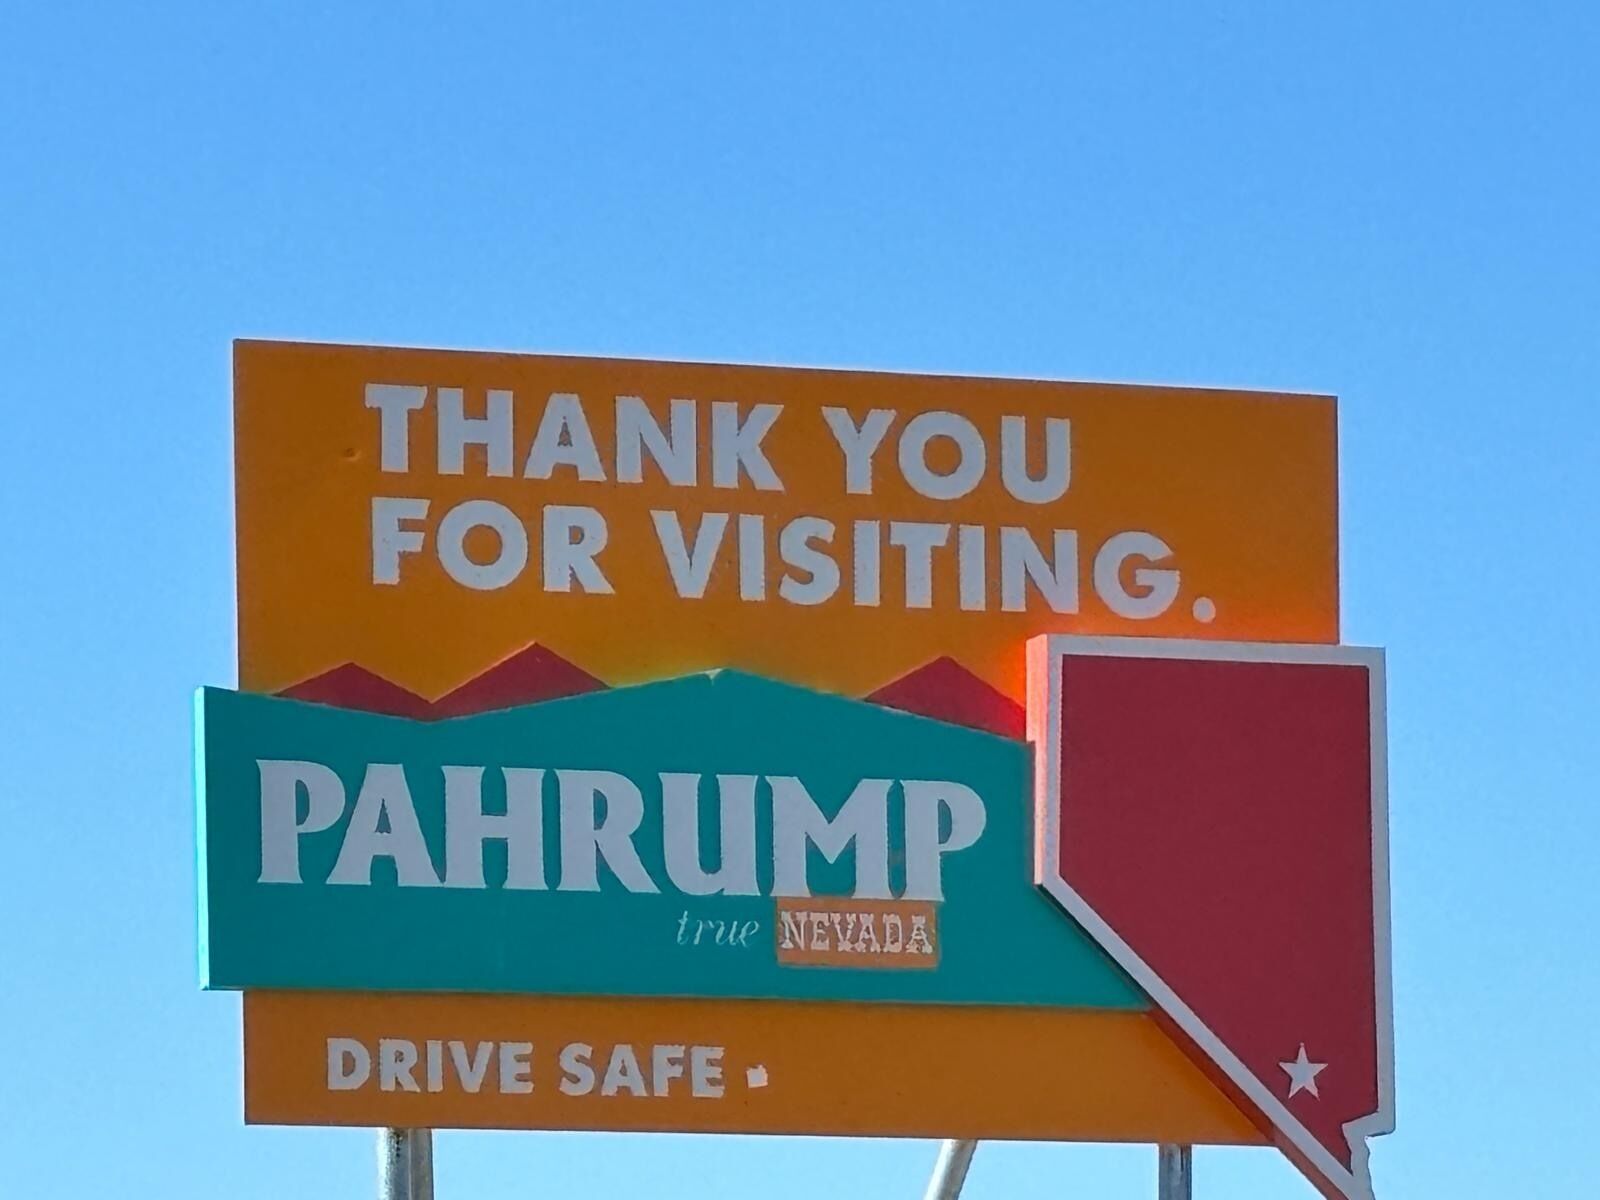 THANK YOU
FOR VISITING.
PAHRUMP
true NEVADA
DRIVE SAFE.